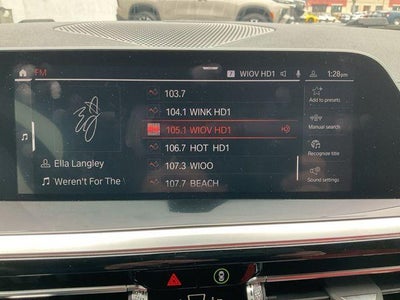 FM
WIOV HD1
1:28pm
103.7
104.1 WINK HD1
105.1 WIOV HD1
106.7 HOT HD1
107.3 WIOO
107.7 BEACH
Ella Langley
Weren't For The
Add to presets
Manual search
Recognize title
Sound settings